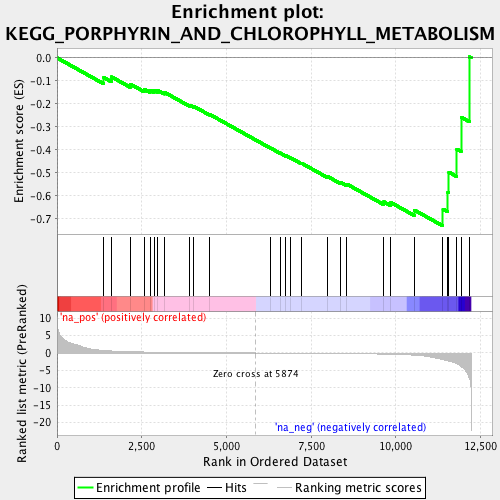 Enrichment plot:
KEGG_PORPHYRIN_AND_CHLOROPHYLL_METABOLISM
Enrichment score (ES)
0.0
-0.1
-0.2
-0.3
-0.4
-0.5
-0.6
-0.7
'na_pos' (positively correlated)
Ranked list metric (PreRanked)
10
5
0
-5
-10
-15
-20
Zero cross at 5874
'na_neg' (negatively correlated)
0
2,500
5,000
7,500
10,000
12,500
Rank in Ordered Dataset
Enrichment profile
Hits
Ranking metric scores